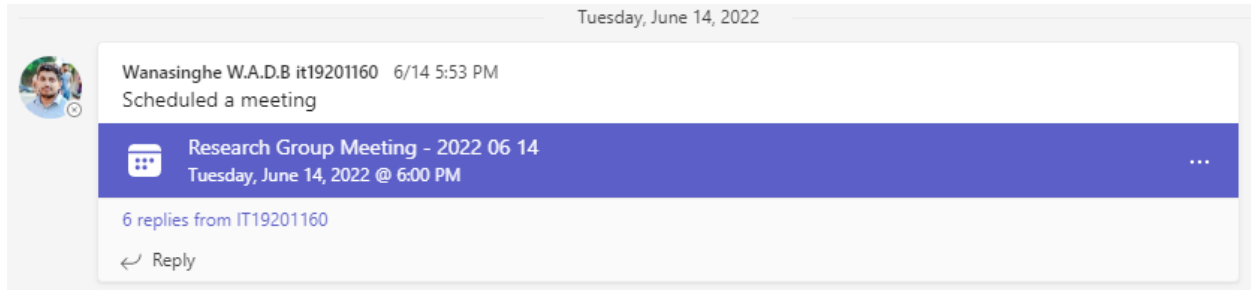 Tuesday, June 14, 2022
Wanasinghe W.A.D.B it19201160 6/14 5:53 PM
Scheduled a meeting
Research Group Meeting - 2022 06 14
Tuesday, June 14, 2022 @ 6:00 PM
6 replies from IT19201160
Reply